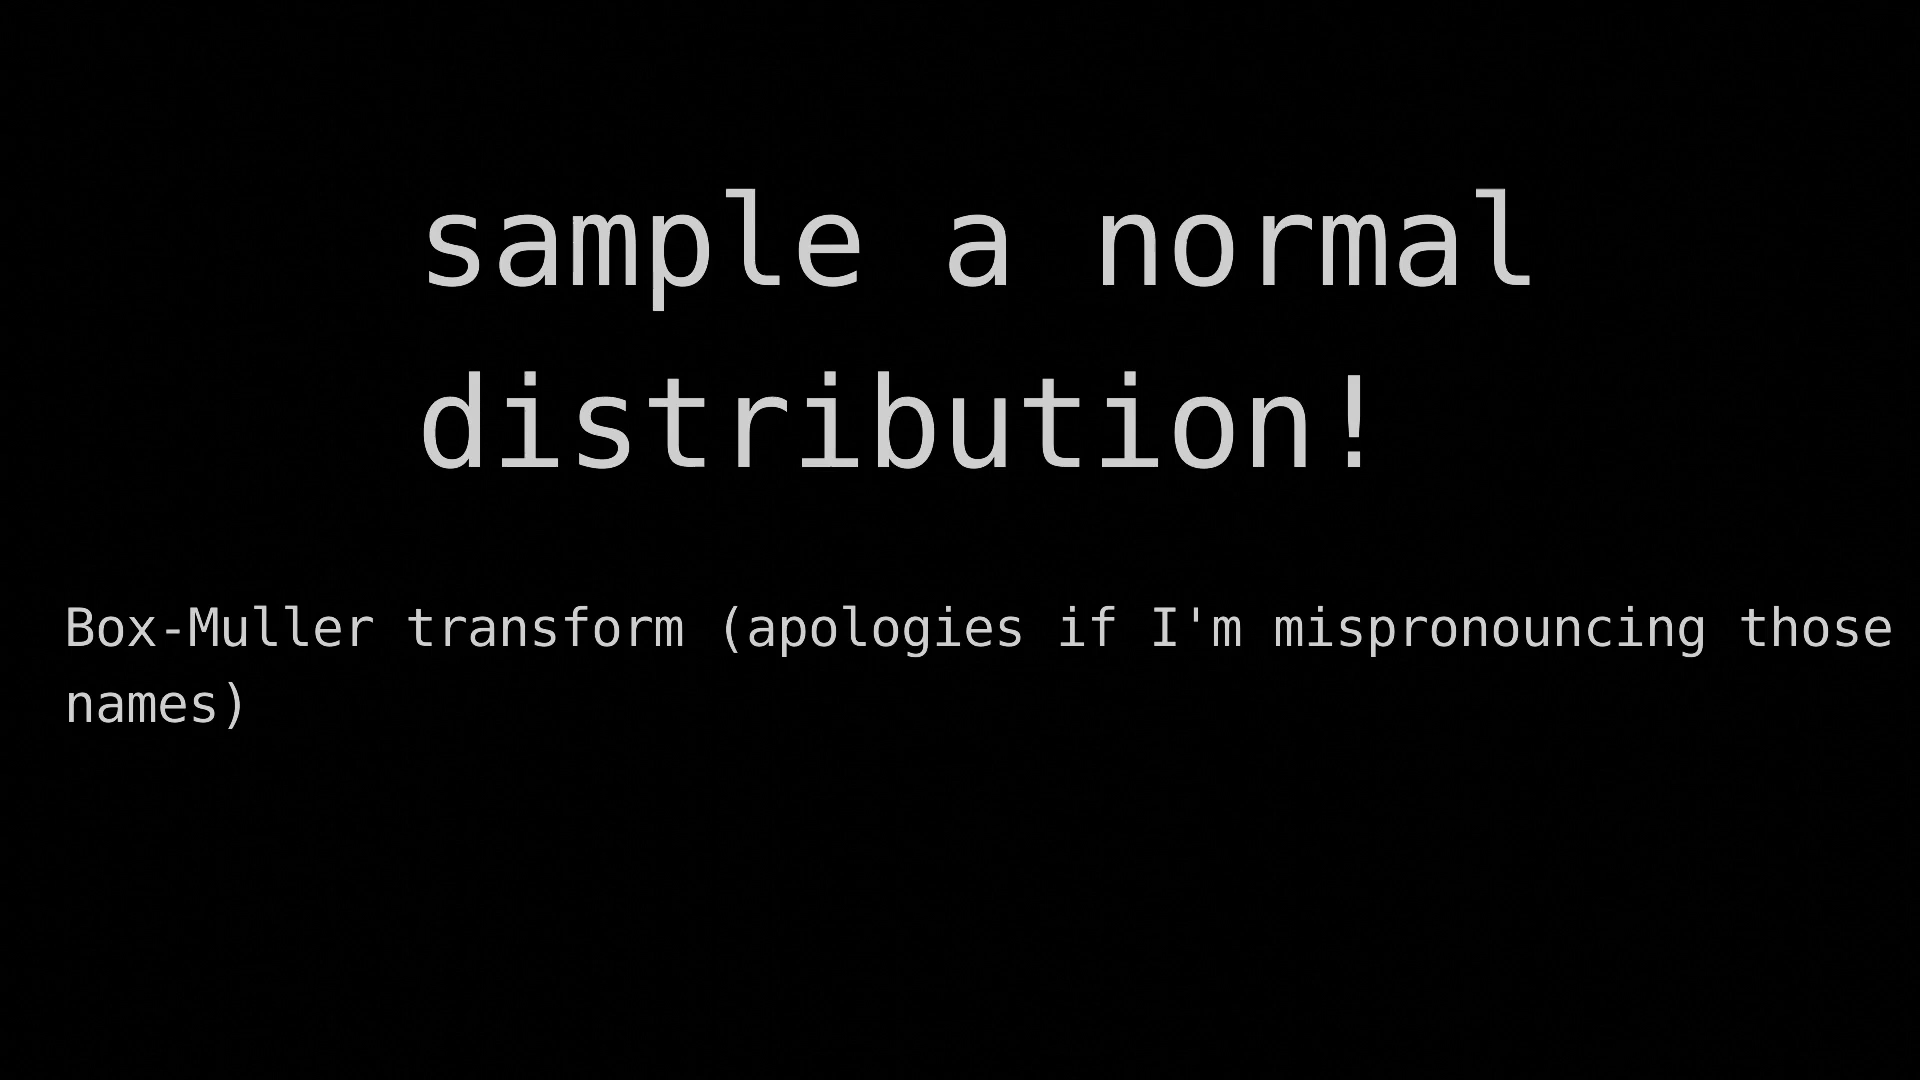 sample a normal
distribution!
Box-Muller transform (apologies if I'm mispronouncing those
names)